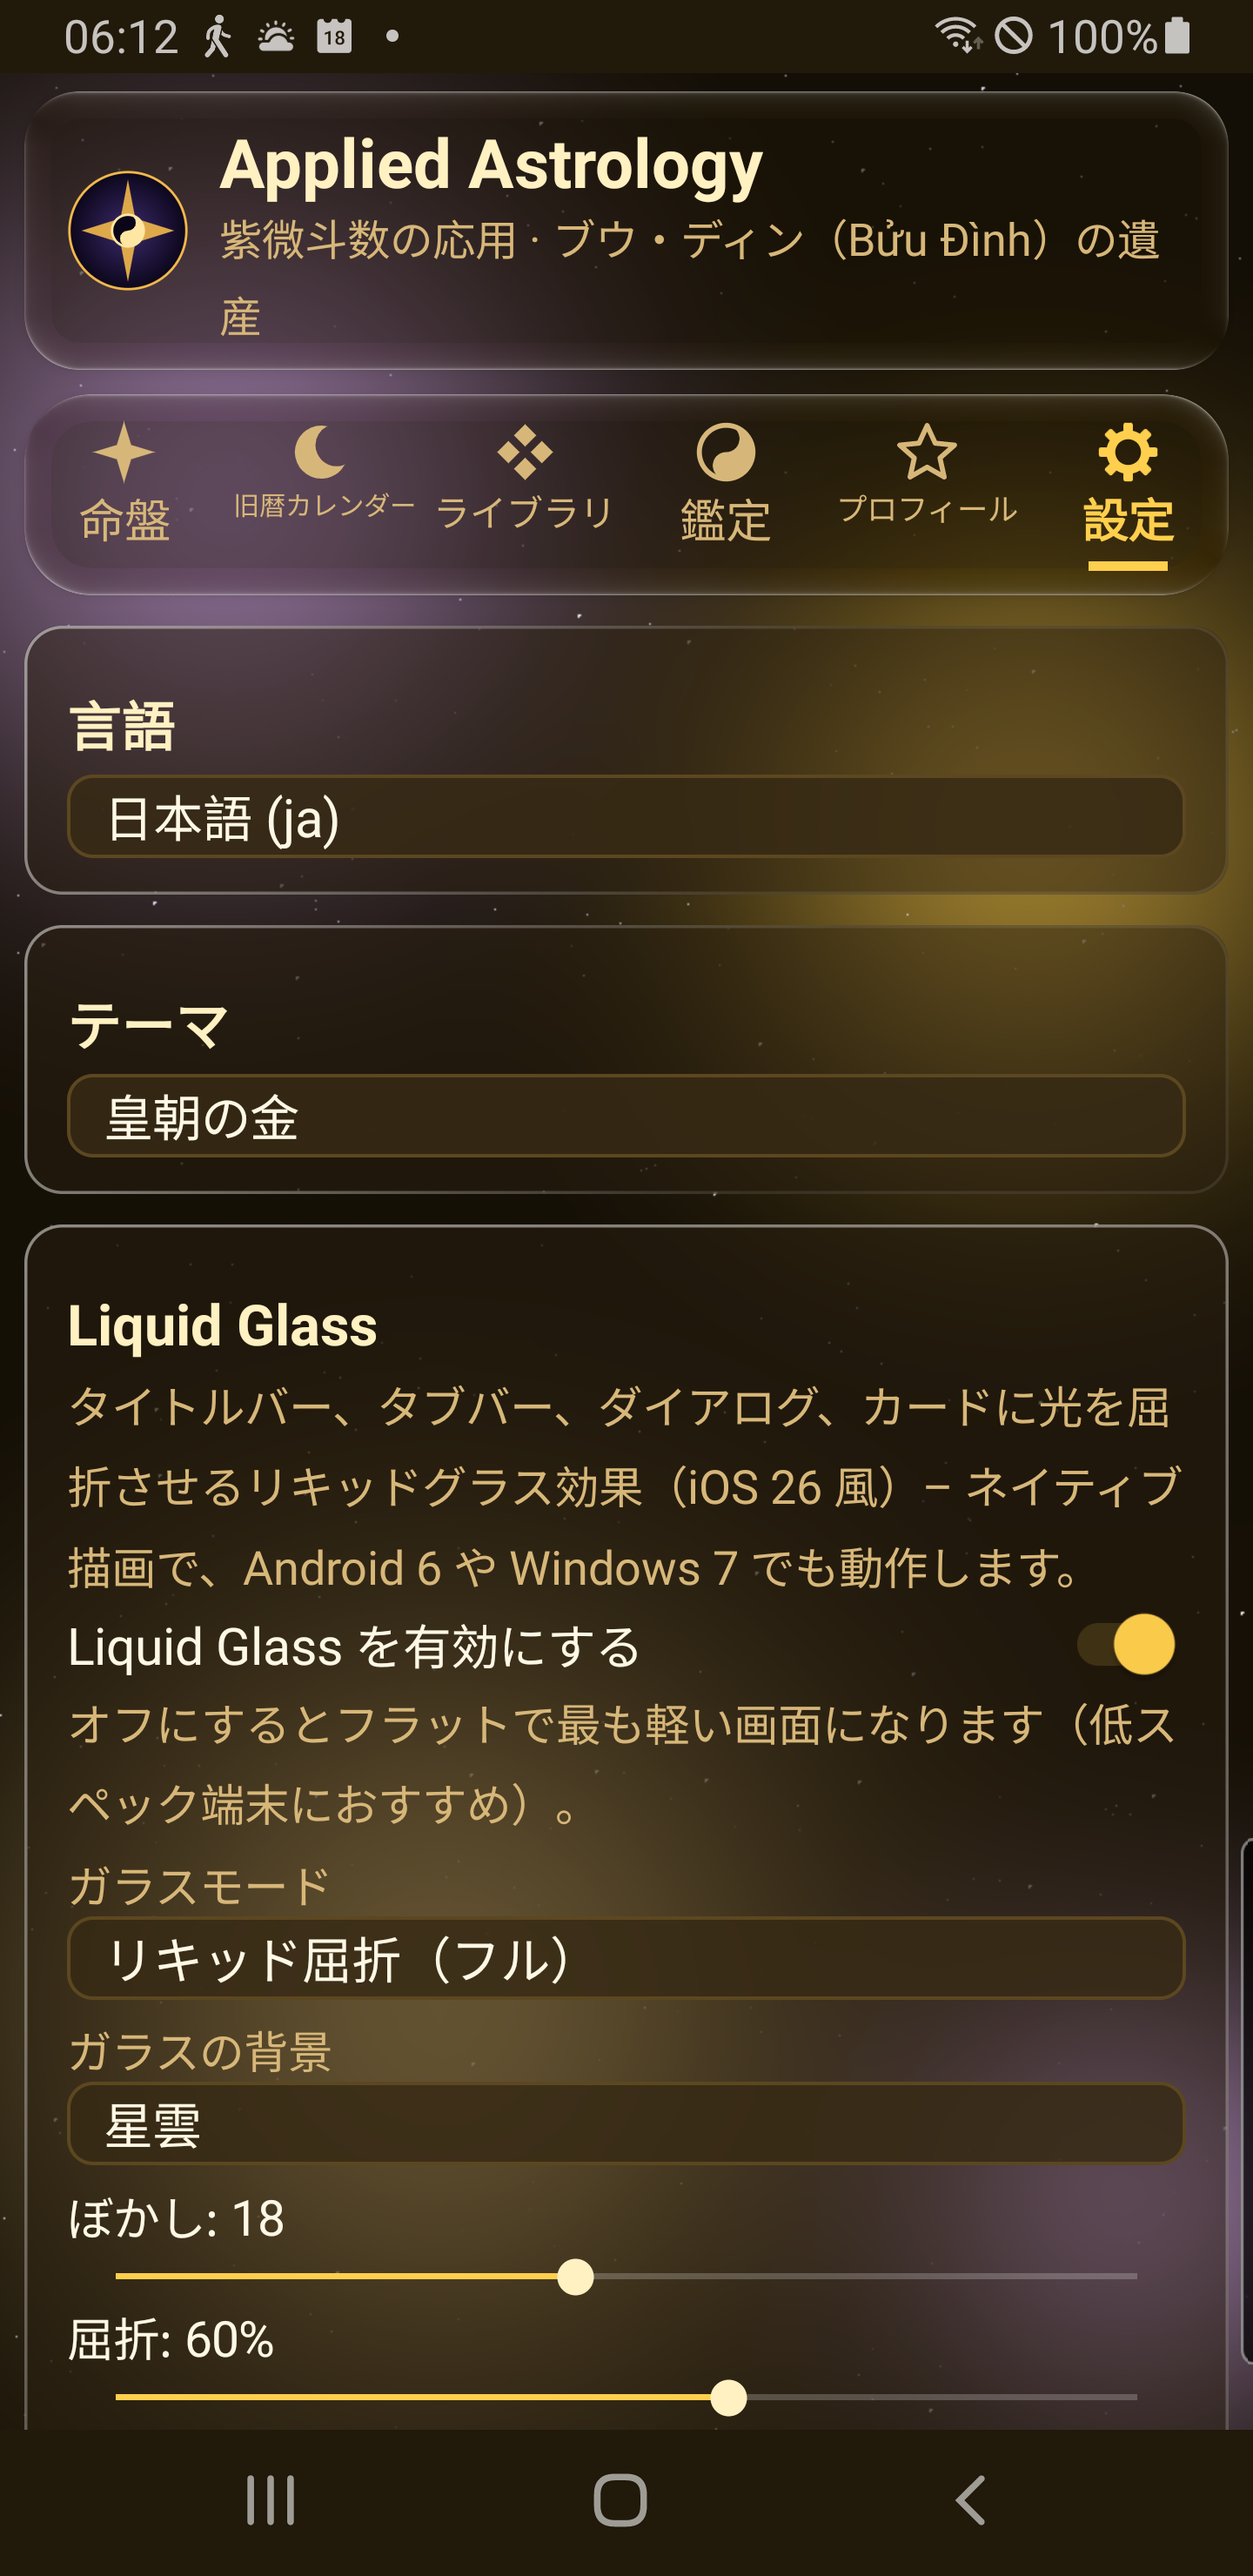 06:12
18
100%
Applied Astrology
紫微斗数の応用 · ブウ・ディン（Bửu Đình）の遺
産
命盤
旧暦カレンダー
ライブラリ
鑑定
プロフィール
設定
言語
日本語 (ja)
テーマ
皇朝の金
Liquid Glass
タイトルバー、タブバー、ダイアログ、カードに光を屈
折させるリキッドグラス効果（iOS 26 風） – ネイティブ
描画で、Android 6 や Windows 7 でも動作します。
Liquid Glass を有効にする
オフにするとフラットで最も軽い画面になります（低ス
ペック端末におすすめ）。
ガラスモード
リキッド屈折（フル）
ガラスの背景
星雲
ぼかし: 18
屈折: 60%